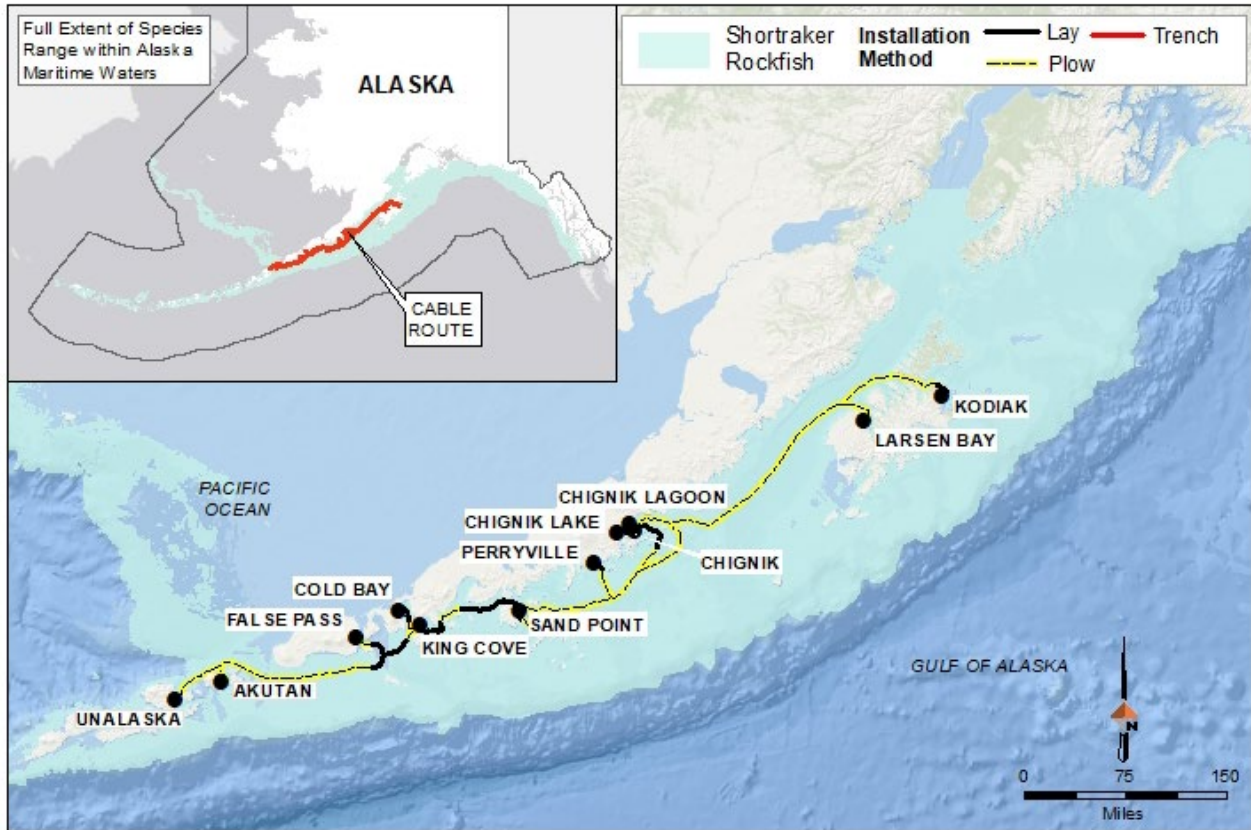 Full Extent of Species
Range within Alaska
Maritime Waters
ALASKA
CABLE
ROUTE
Shortraker
Rockfish
Installation
Method
Lay
Trench
Plow
KODIAK
LARSEN BAY
PACIFIC
OCEAN
CHIGNIK LAGOON
CHIGNIK LAKE
PERRYVILLE
CHIGNIK
COLD BAY
FALSE PASS
SAND POINT
KING COVE
GULF OF ALASKA
AKUTAN
UNALASKA
N
0 75 150
Miles